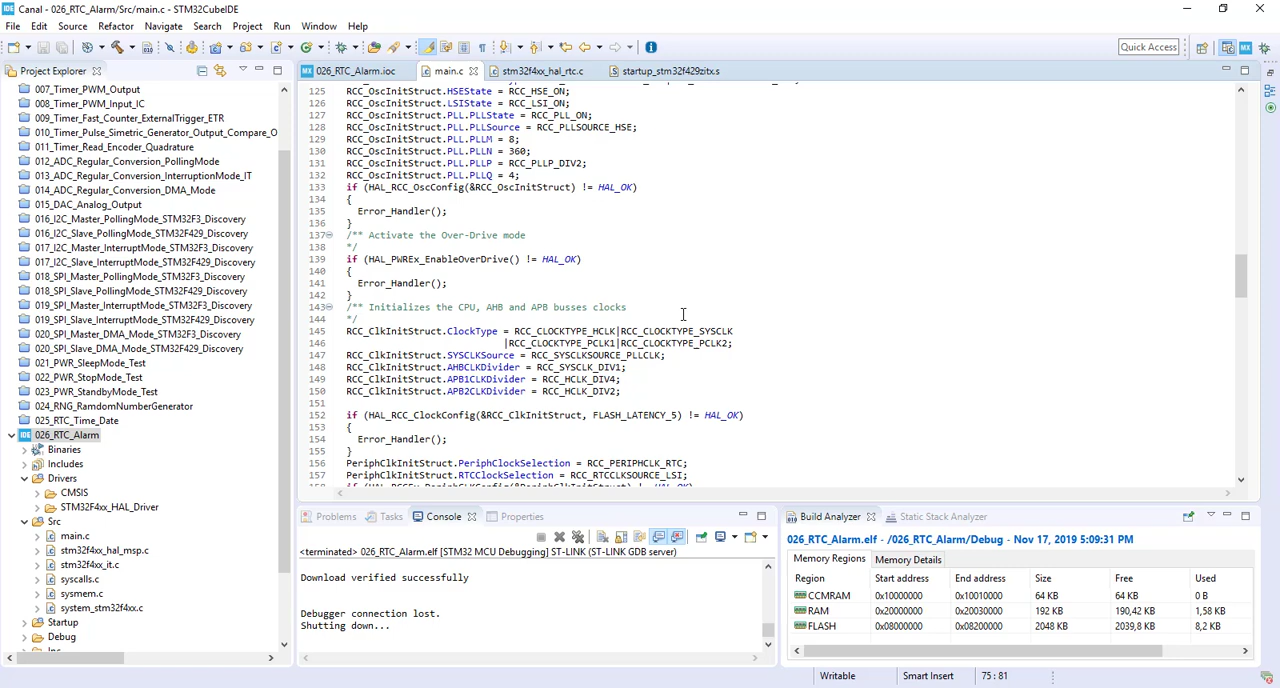 IDE Canal - 026_RTC_Alarm/Src/main.c - STM32CubeIDE
File Edit Source Refactor Navigate Search Project Run Window Help
Quick Access
Project Explorer
007_Timer_PWM_Output
008_Timer_PWM_Input_IC
009_Timer_Fast_Counter_ExternalTrigger_ETR
010_Timer_Pulse_Simetric_Generator_Output_Compare_O
011_Timer_Read_Encoder_Quadrature
012_ADC_Regular_Conversion_PollingMode
013_ADC_Regular_Conversion_InterruptionMode_IT
014_ADC_Regular_Conversion_DMA_Mode
015_DAC_Analog_Output
016_I2C_Master_PollingMode_STM32F3_Discovery
016_I2C_Slave_PollingMode_STM32F429_Discovery
017_I2C_Master_InterruptMode_STM32F3_Discovery
017_I2C_Slave_InterruptMode_STM32F429_Discovery
018_SPI_Master_PollingMode_STM32F3_Discovery
018_SPI_Slave_PollingMode_STM32F429_Discovery
019_SPI_Master_InterruptMode_STM32F3_Discovery
019_SPI_Slave_InterruptMode_STM32F429_Discovery
020_SPI_Master_DMA_Mode_STM32F3_Discovery
020_SPI_Slave_DMA_Mode_STM32F429_Discovery
021_PWR_SleepMode_Test
022_PWR_StopMode_Test
023_PWR_StandbyMode_Test
024_RNG_RamdomNumberGenerator
025_RTC_Time_Date
IDE 026_RTC_Alarm
Binaries
Includes
Drivers
CMSIS
STM32F4xx_HAL_Driver
Src
main.c
stm32f4xx_hal_msp.c
stm32f4xx_it.c
syscalls.c
sysmem.c
system_stm32f4xx.c
Startup
Debug
MX 026_RTC_Alarm.ioc main.c stm32f4xx_hal_rtc.c startup_stm32f429zitx.s
125 RCC_OscInitStruct.HSEState = RCC_HSE_ON;
126 RCC_OscInitStruct.LSIState = RCC_LSI_ON;
127 RCC_OscInitStruct.PLL.PLLState = RCC_PLL_ON;
128 RCC_OscInitStruct.PLL.PLLSource = RCC_PLLSOURCE_HSE;
129 RCC_OscInitStruct.PLL.PLLM = 8;
130 RCC_OscInitStruct.PLL.PLLN = 360;
131 RCC_OscInitStruct.PLL.PLLP = RCC_PLLP_DIV2;
132 RCC_OscInitStruct.PLL.PLLQ = 4;
133 if (HAL_RCC_OscConfig(&RCC_OscInitStruct) != HAL_OK)
134 {
135 Error_Handler();
136 }
137 /** Activate the Over-Drive mode
138 */
139 if (HAL_PWREx_EnableOverDrive() != HAL_OK)
140 {
141 Error_Handler();
142 }
143 /** Initializes the CPU, AHB and APB busses clocks
144 */
145 RCC_ClkInitStruct.ClockType = RCC_CLOCKTYPE_HCLK|RCC_CLOCKTYPE_SYSCLK
146 |RCC_CLOCKTYPE_PCLK1|RCC_CLOCKTYPE_PCLK2;
147 RCC_ClkInitStruct.SYSCLKSource = RCC_SYSCLKSOURCE_PLLCLK;
148 RCC_ClkInitStruct.AHBCLKDivider = RCC_SYSCLK_DIV1;
149 RCC_ClkInitStruct.APB1CLKDivider = RCC_HCLK_DIV4;
150 RCC_ClkInitStruct.APB2CLKDivider = RCC_HCLK_DIV2;
151
152 if (HAL_RCC_ClockConfig(&RCC_ClkInitStruct, FLASH_LATENCY_5) != HAL_OK)
153 {
154 Error_Handler();
155 }
156 PeriphClkInitStruct.PeriphClockSelection = RCC_PERIPHCLK_RTC;
157 PeriphClkInitStruct.RTCClockSelection = RCC_RTCCLKSOURCE_LSI;
Problems Tasks Console Properties
<terminated> 026_RTC_Alarm.elf [STM32 MCU Debugging] ST-LINK (ST-LINK GDB server)
Download verified successfully
Debugger connection lost.
Shutting down...
Build Analyzer Static Stack Analyzer
026_RTC_Alarm.elf - /026_RTC_Alarm/Debug - Nov 17, 2019 5:09:31 PM
Memory Regions Memory Details
Region Start address End address Size Free Used
CCMRAM 0x10000000 0x10010000 64 KB 64 KB 0 B
RAM 0x20000000 0x20030000 192 KB 190,42 KB 1,58 KB
FLASH 0x08000000 0x08200000 2048 KB 2039,8 KB 8,2 KB
Writable Smart Insert 75 : 81